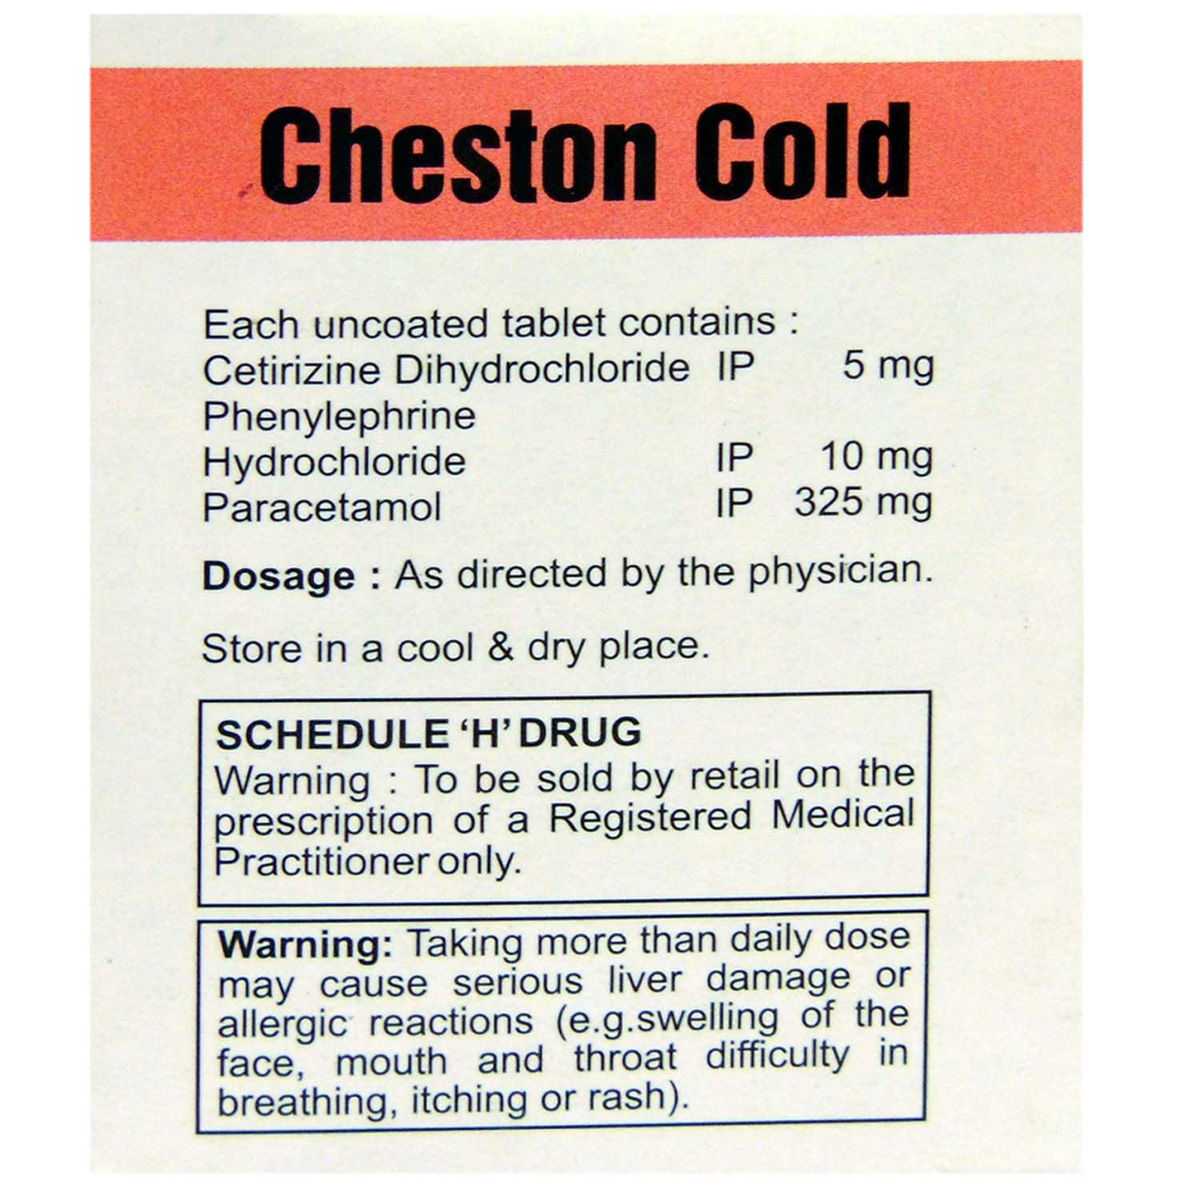 Cheston Cold
Each uncoated tablet contains :
Cetirizine Dihydrochloride IP 5 mg
Phenylephrine
Hydrochloride IP 10 mg
Paracetamol IP 325 mg
Dosage : As directed by the physician.
Store in a cool & dry place.
SCHEDULE ‘H’ DRUG
Warning : To be sold by retail on the
prescription of a Registered Medical
Practitioner only.
Warning: Taking more than daily dose
may cause serious liver damage or
allergic reactions (e.g.swelling of the
face, mouth and throat difficulty in
breathing, itching or rash).